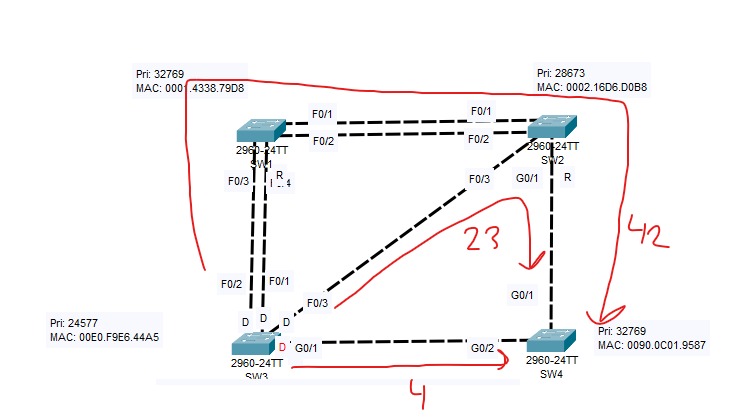 Pri: 32769
MAC: 0001.4338.79D8
Pri: 28673
MAC: 0002.16D6.D0B8
F0/1
F0/1
F0/2
F0/2
2960-24TT
SW1
2960-24TT
SW2
F0/3
R
F0/3
G0/1
R
23
42
F0/2
F0/1
F0/3
G0/1
Pri: 24577
MAC: 00E0.F9E6.44A5
D
D
D
D
G0/1
G0/2
Pri: 32769
MAC: 0090.0C01.9587
2960-24TT
SW3
2960-24TT
SW4
4